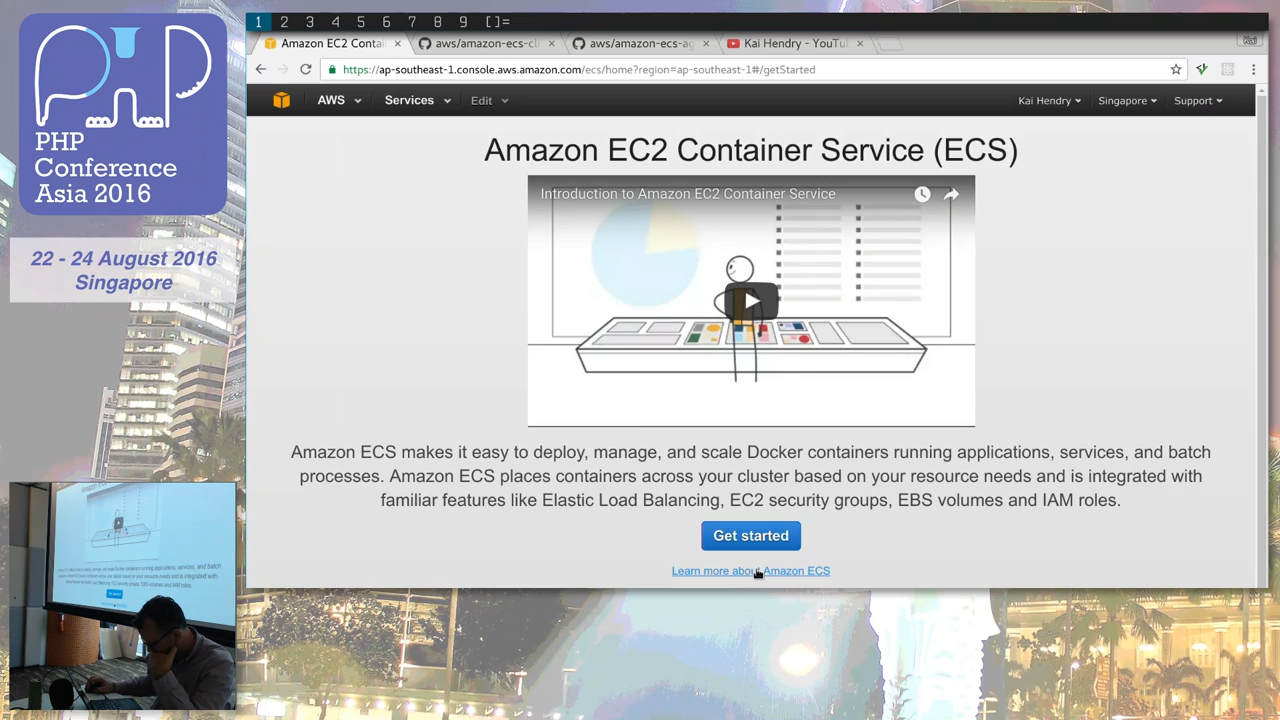 PHP
Conference
Asia 2016
22 - 24 August 2016
Singapore
1 2 3 4 5 6 7 8 9 []=
Amazon EC2 Contai
aws/amazon-ecs-cl
aws/amazon-ecs-ag
Kai Hendry - YouTu
Kai
https://ap-southeast-1.console.aws.amazon.com/ecs/home?region=ap-southeast-1#/getStarted
AWS Services Edit Kai Hendry Singapore Support
Amazon EC2 Container Service (ECS)
Introduction to Amazon EC2 Container Service
Amazon ECS makes it easy to deploy, manage, and scale Docker containers running applications, services, and batch
processes. Amazon ECS places containers across your cluster based on your resource needs and is integrated with
familiar features like Elastic Load Balancing, EC2 security groups, EBS volumes and IAM roles.
Get started
Learn more about Amazon ECS